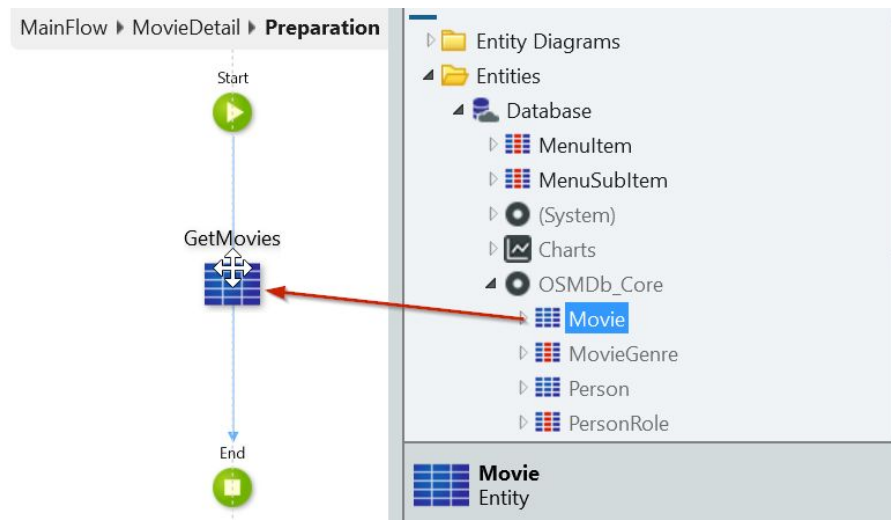 MainFlow MovieDetail Preparation
Start
GetMovies
End
Entity Diagrams
Entities
Database
MenuItem
MenuSubItem
(System)
Charts
OSMDb_Core
Movie
MovieGenre
Person
PersonRole
Movie
Entity